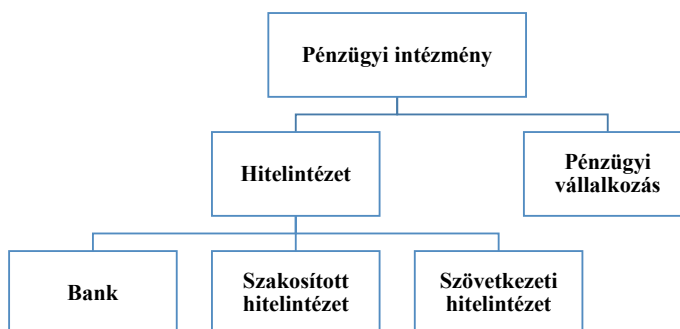 Pénzügyi intézmény
Hitelintézet
Pénzügyi
vállalkozás
Bank
Szakosított
hitelintézet
Szövetkezeti
hitelintézet